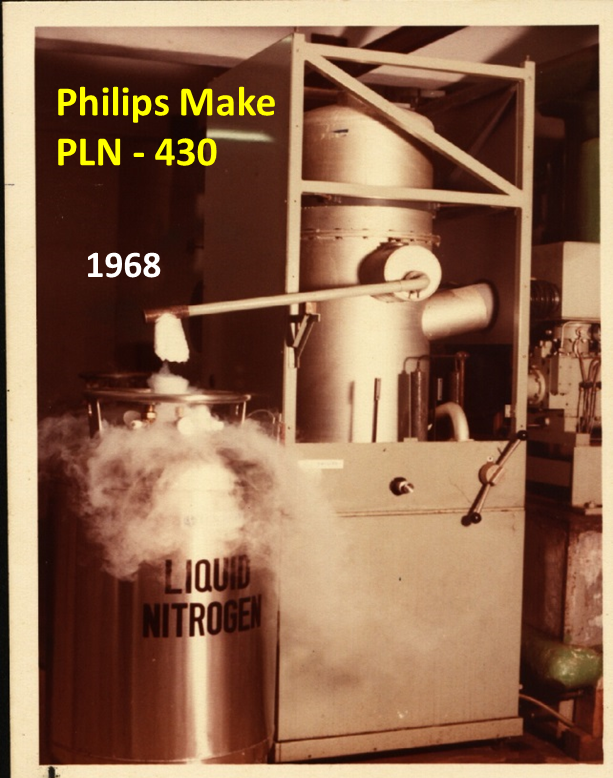 Philips Make
PLN - 430
1968
LIQUID
NITROGEN